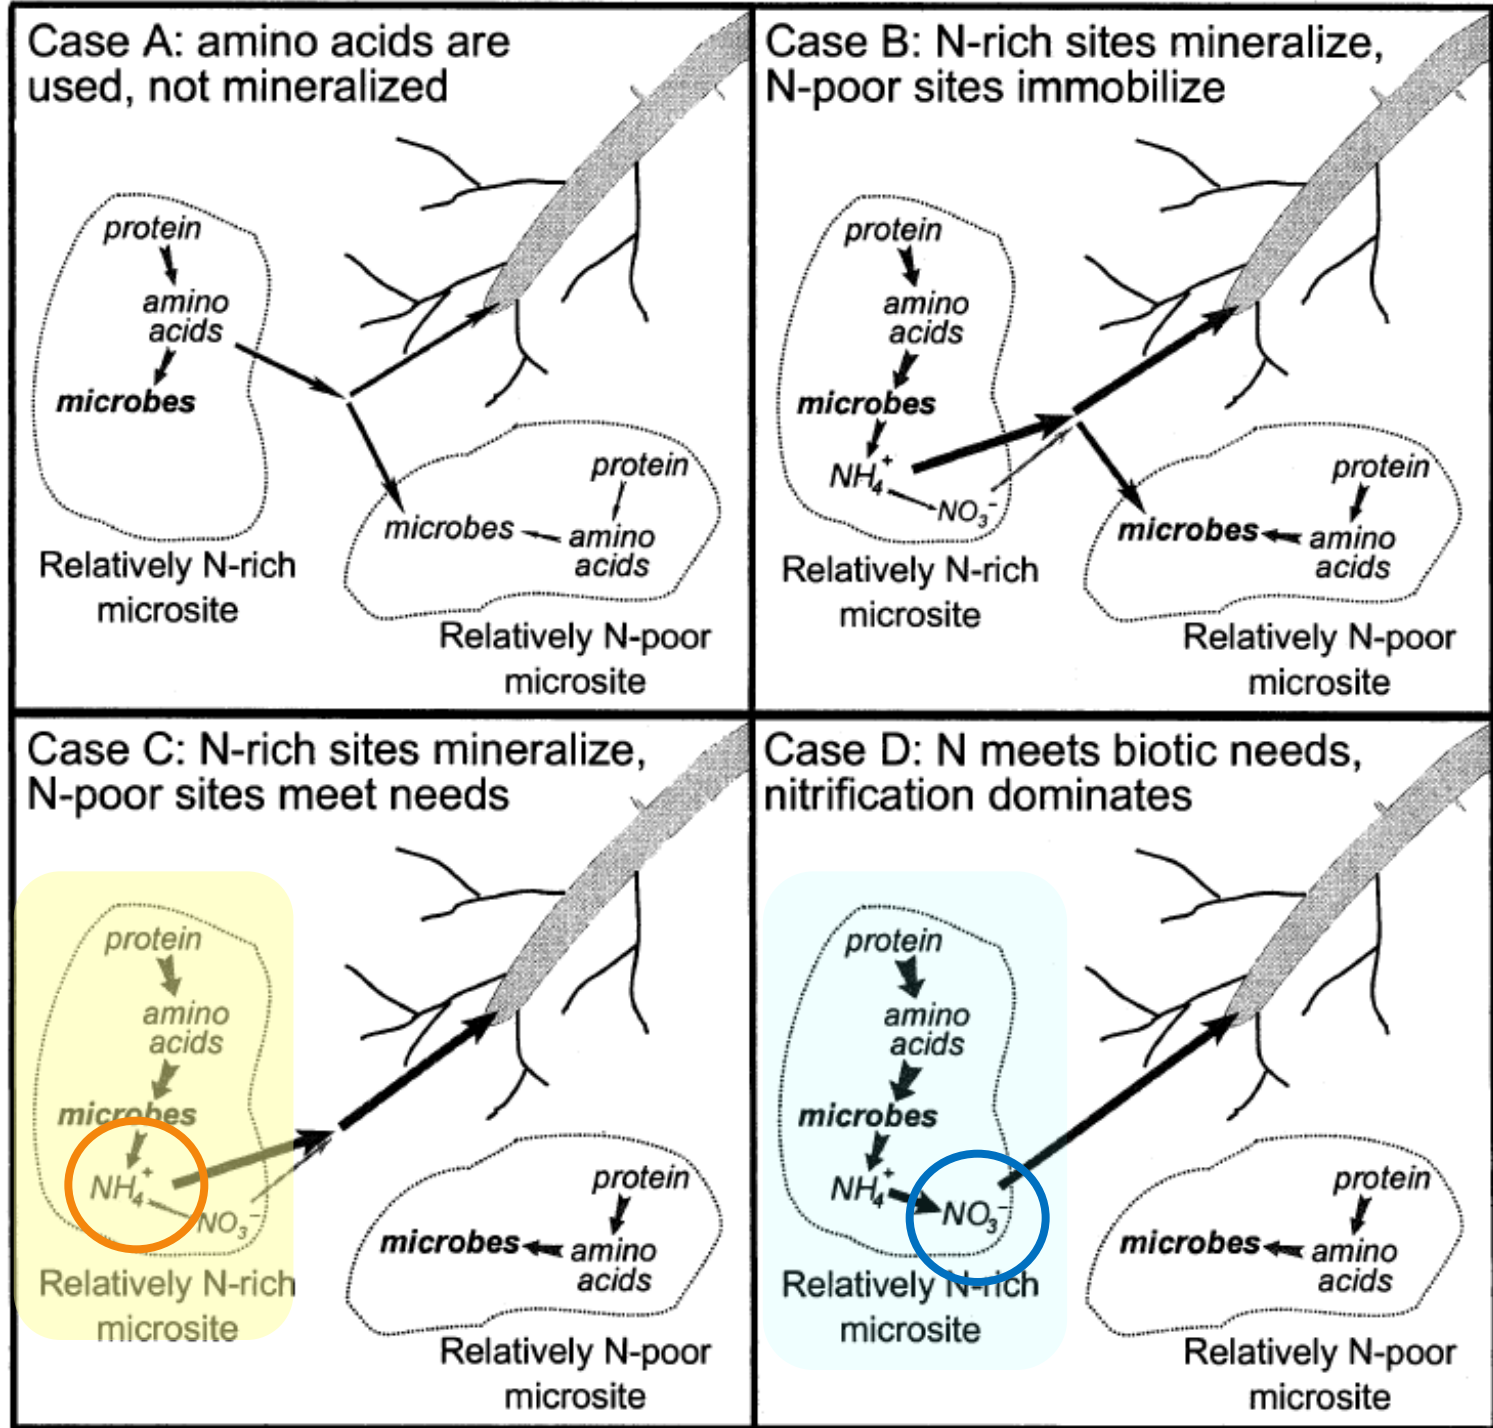 Case A: amino acids are
used, not mineralized
protein
amino
acids
microbes
Relatively N-rich
microsite
protein
microbes
amino
acids
Relatively N-poor
microsite
Case B: N-rich sites mineralize,
N-poor sites immobilize
protein
amino
acids
microbes
NH₄⁺
NO₃⁻
Relatively N-rich
microsite
protein
microbes
amino
acids
Relatively N-poor
microsite
Case C: N-rich sites mineralize,
N-poor sites meet needs
protein
amino
acids
microbes
NH₄⁺
NO₃⁻
Relatively N-rich
microsite
protein
microbes
amino
acids
Relatively N-poor
microsite
Case D: N meets biotic needs,
nitrification dominates
protein
amino
acids
microbes
NH₄⁺
NO₃⁻
Relatively N-rich
microsite
protein
microbes
amino
acids
Relatively N-poor
microsite